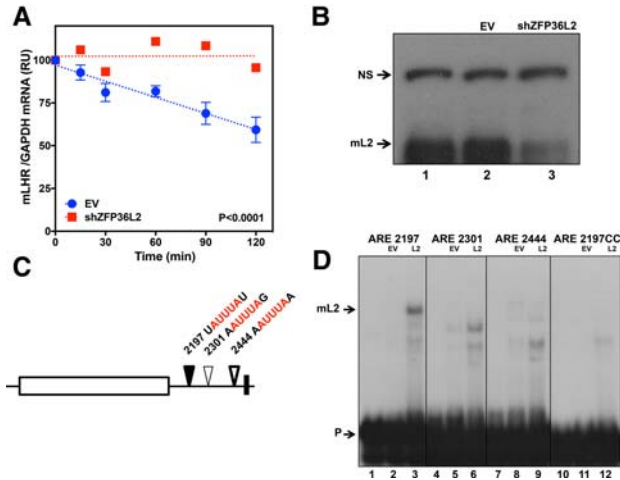 A
mLHR /GAPDH mRNA (RU)
100
75
50
25
0
0 30 60 90 120
Time (min)
EV
shZFP36L2
P<0.0001
B
EV shZFP36L2
NS
mL2
1 2 3
C
2197 UAUUUAU
2301 AAUUUAG
2444 AAUUUAA
D
ARE 2197 ARE 2301 ARE 2444 ARE 2197CC
EV L2 EV L2 EV L2 EV L2
mL2
P
1 2 3 4 5 6 7 8 9 10 11 12